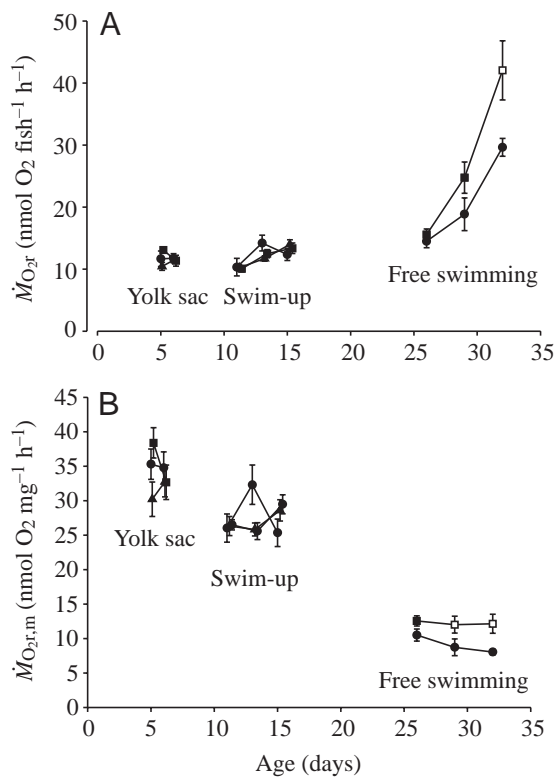 A
50
40
30
20
10
0
ṀO2r (nmol O2 fish−1 h−1)
Yolk sac
Swim-up
Free swimming
0 5 10 15 20 25 30 35
B
45
40
35
30
25
20
15
10
5
0
ṀO2r,m (nmol O2 mg−1 h−1)
Yolk sac
Swim-up
Free swimming
0 5 10 15 20 25 30 35
Age (days)